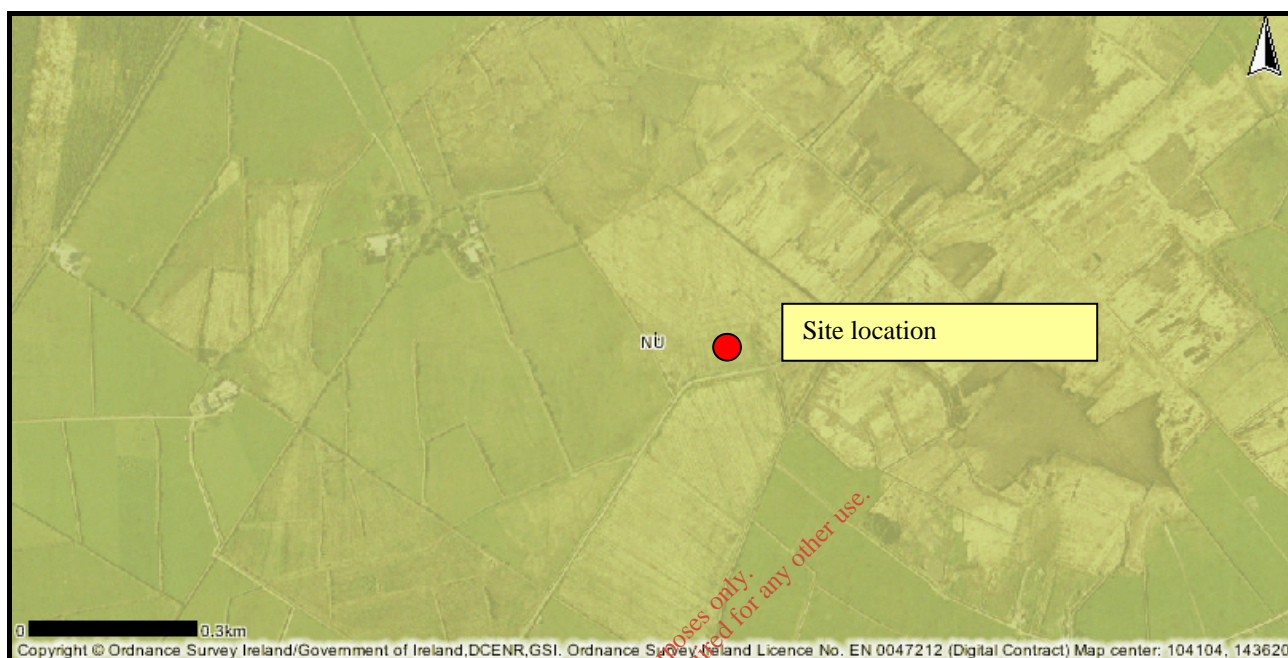 Site location
NU
poses only.
red for any other use.
0 0.3km
Copyright © Ordnance Survey Ireland/Government of Ireland,DCENR,GSI. Ordnance Survey Ireland Licence No. EN 0047212 (Digital Contract) Map center: 104104, 143620